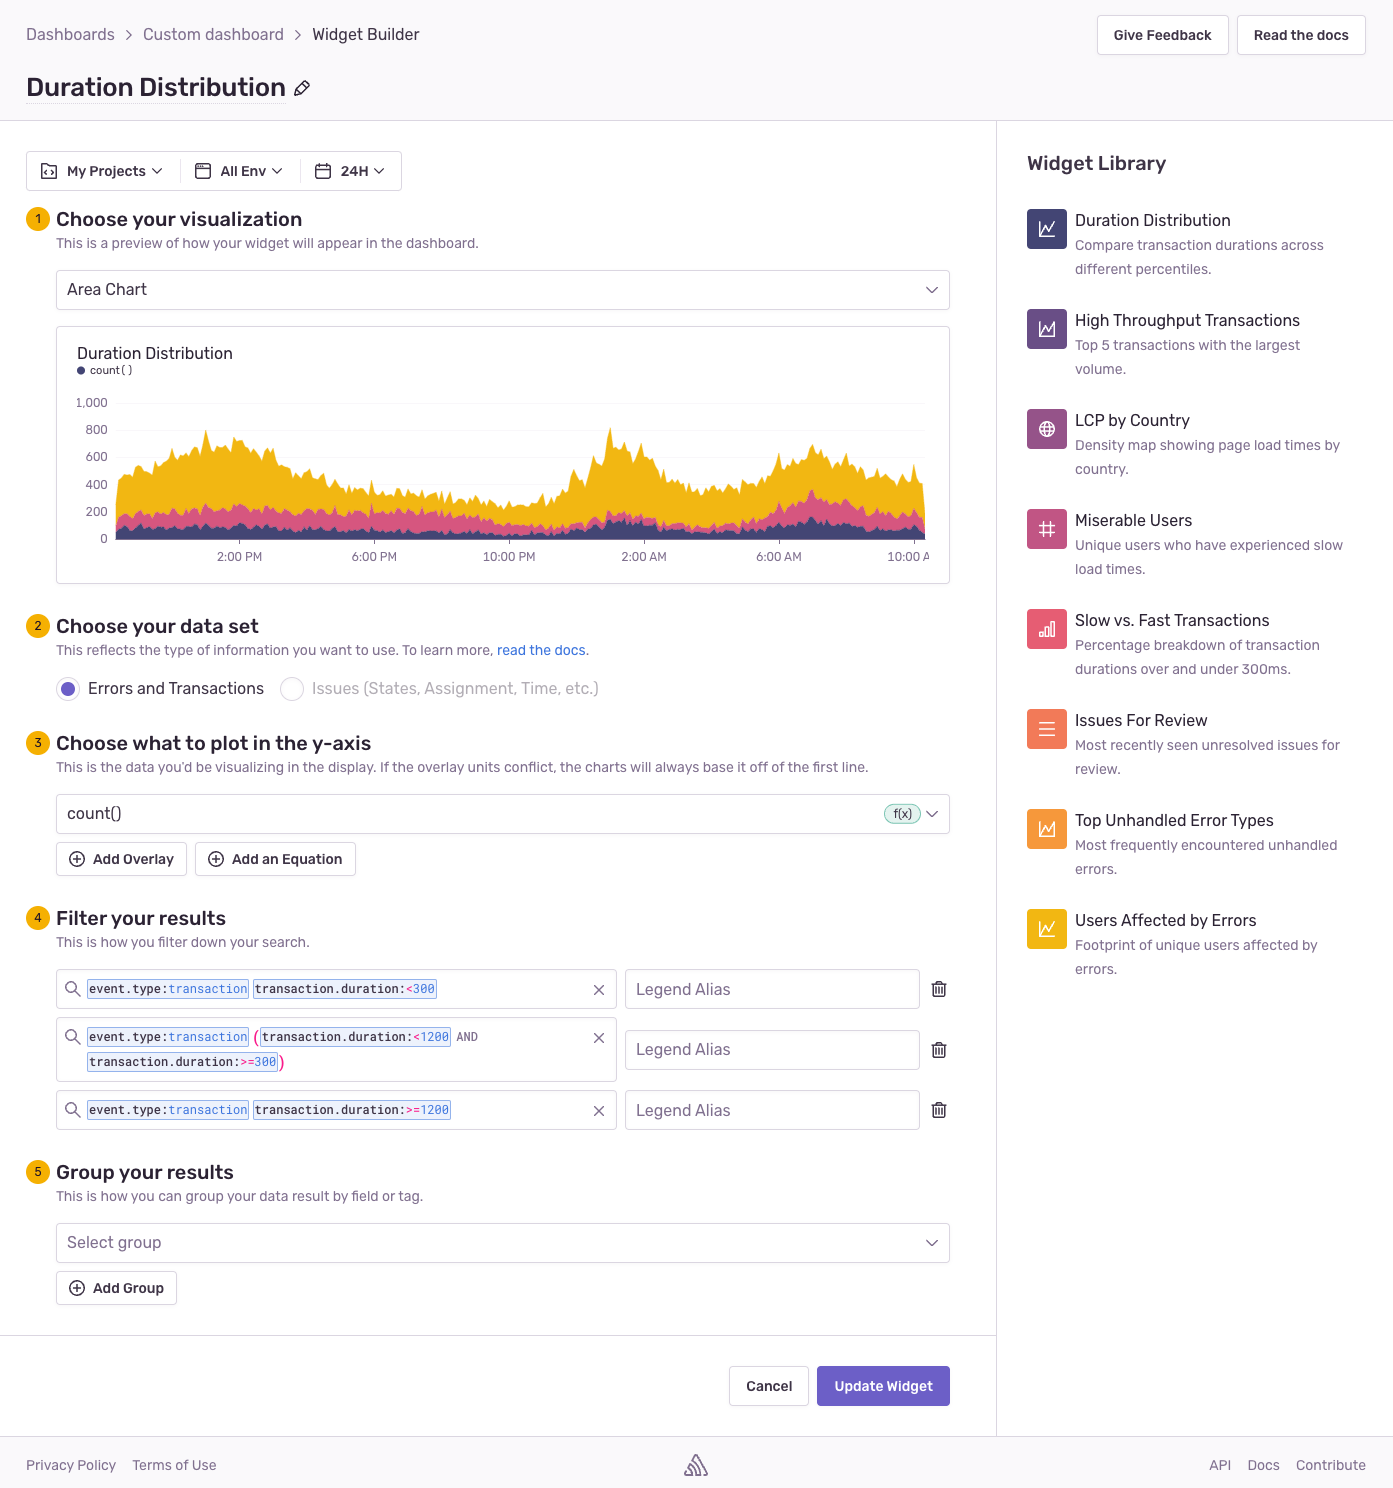 Dashboards > Custom dashboard > Widget Builder
Give Feedback
Read the docs
Duration Distribution
My Projects
All Env
24H
1 Choose your visualization
This is a preview of how your widget will appear in the dashboard.
Area Chart
Duration Distribution
count()
1,000
800
600
400
200
0
2:00 PM
6:00 PM
10:00 PM
2:00 AM
6:00 AM
10:00 A
2 Choose your data set
This reflects the type of information you want to use. To learn more, read the docs.
Errors and Transactions
Issues (States, Assignment, Time, etc.)
3 Choose what to plot in the y-axis
This is the data you'd be visualizing in the display. If the overlay units conflict, the charts will always base it off of the first line.
count()
f(x)
Add Overlay
Add an Equation
4 Filter your results
This is how you filter down your search.
event.type:transaction transaction.duration:<300
Legend Alias
event.type:transaction (transaction.duration:<1200 AND
transaction.duration:>=300)
Legend Alias
event.type:transaction transaction.duration:>=1200
Legend Alias
5 Group your results
This is how you can group your data result by field or tag.
Select group
Add Group
Cancel
Update Widget
Widget Library
Duration Distribution
Compare transaction durations across
different percentiles.
High Throughput Transactions
Top 5 transactions with the largest
volume.
LCP by Country
Density map showing page load times by
country.
Miserable Users
Unique users who have experienced slow
load times.
Slow vs. Fast Transactions
Percentage breakdown of transaction
durations over and under 300ms.
Issues For Review
Most recently seen unresolved issues for
review.
Top Unhandled Error Types
Most frequently encountered unhandled
errors.
Users Affected by Errors
Footprint of unique users affected by
errors.
Privacy Policy
Terms of Use
API
Docs
Contribute